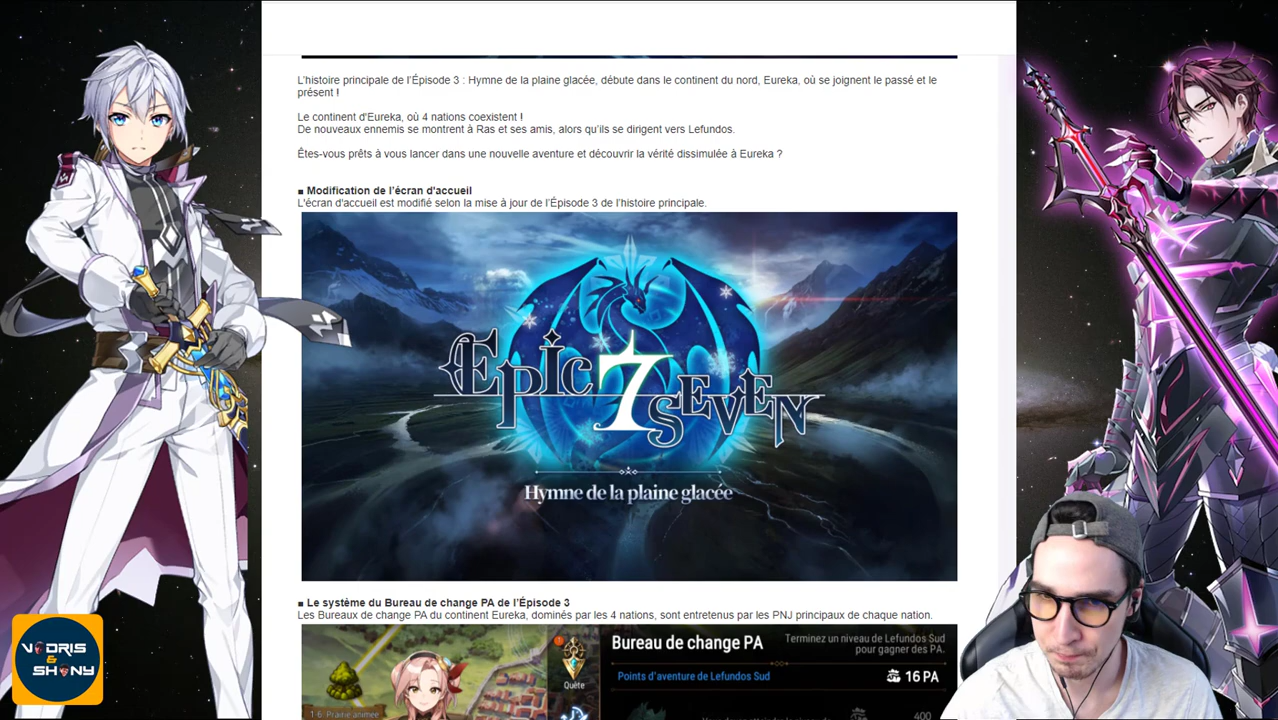 L'histoire principale de l'Épisode 3 : Hymne de la plaine glacée, débute dans le continent du nord, Eureka, où se joignent le passé et le
présent !
Le continent d'Eureka, où 4 nations coexistent !
De nouveaux ennemis se montrent à Ras et ses amis, alors qu'ils se dirigent vers Lefundos.
Êtes-vous prêts à vous lancer dans une nouvelle aventure et découvrir la vérité dissimulée à Eureka ?
■ Modification de l'écran d'accueil
L'écran d'accueil est modifié selon la mise à jour de l'Épisode 3 de l'histoire principale.
EPIC 7 SEVEN
Hymne de la plaine glacée
■ Le système du Bureau de change PA de l'Épisode 3
Les Bureaux de change PA du continent Eureka, dominés par les 4 nations, sont entretenus par les PNJ principaux de chaque nation.
Bureau de change PA
Terminez un niveau de Lefundos Sud
pour gagner des PA.
Quête
Points d'aventure de Lefundos Sud
16 PA
1-6. Prairie animée
400
VODRIS
&
SHONY